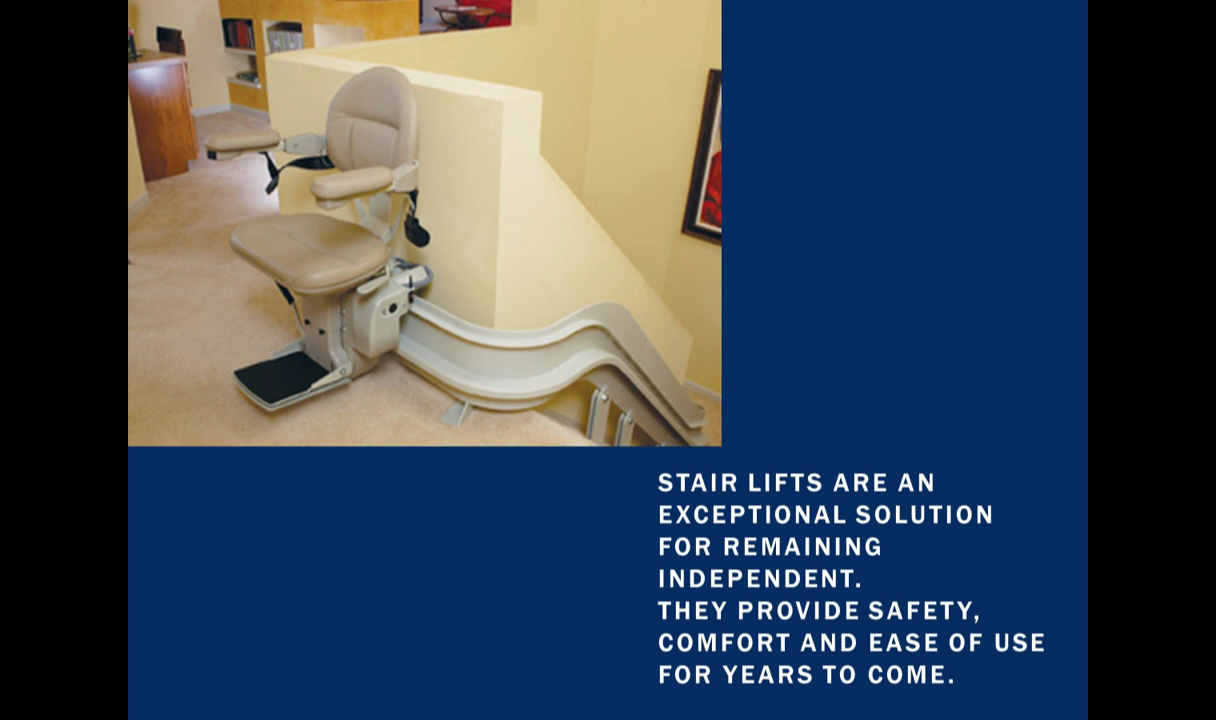 STAIR LIFTS ARE AN
EXCEPTIONAL SOLUTION
FOR REMAINING
INDEPENDENT.
THEY PROVIDE SAFETY,
COMFORT AND EASE OF USE
FOR YEARS TO COME.